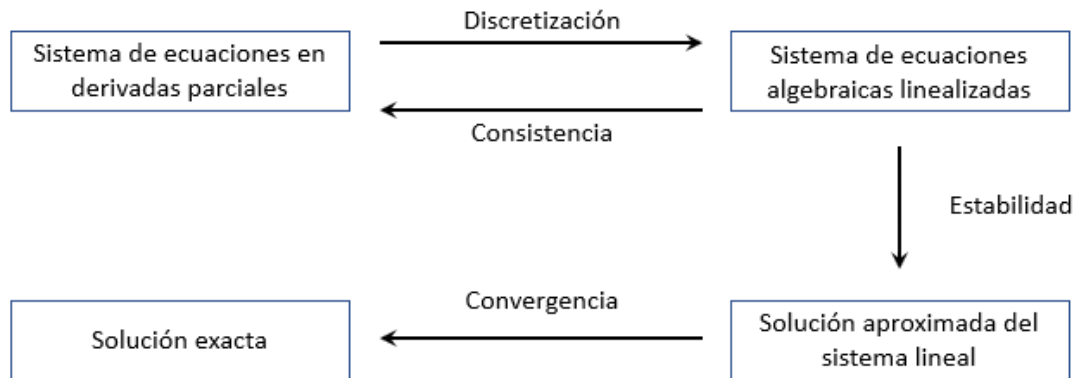 Discretización
Sistema de ecuaciones en
derivadas parciales
Sistema de ecuaciones
algebraicas linealizadas
Consistencia
Estabilidad
Convergencia
Solución exacta
Solución aproximada del
sistema lineal